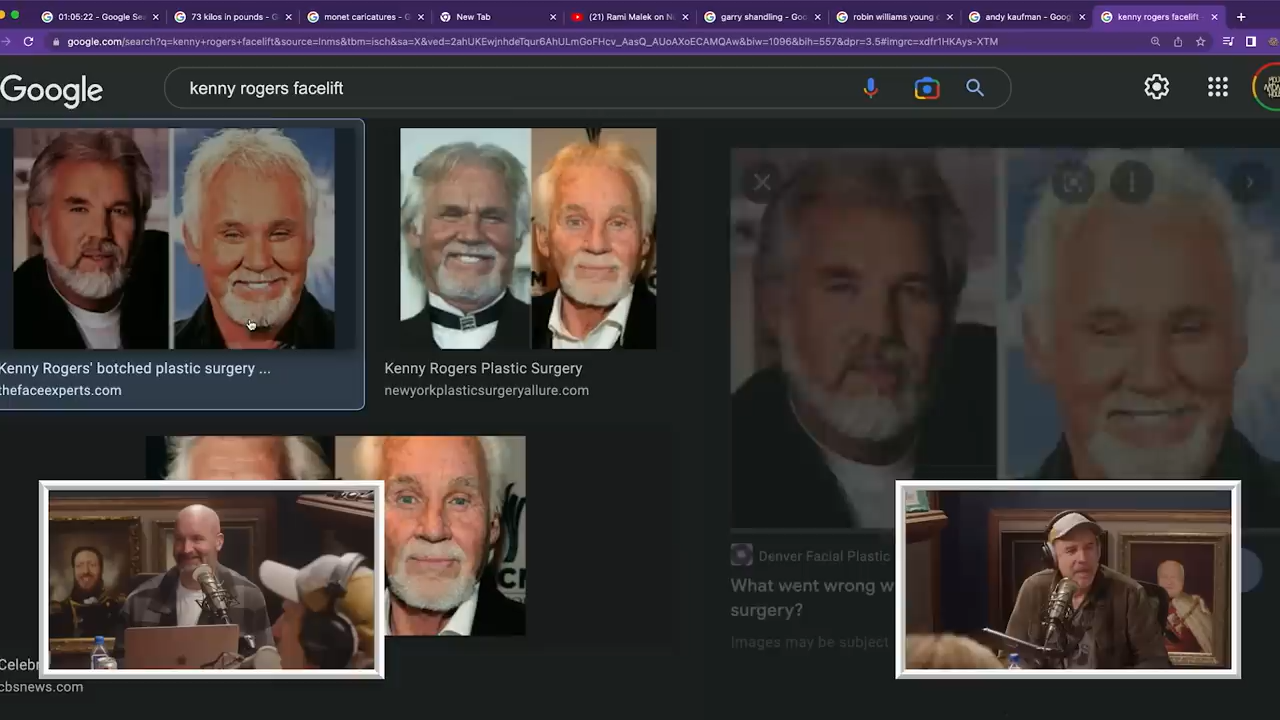 01:05:22 - Google Sea
73 kilos in pounds - G
monet caricatures - G
New Tab
(21) Rami Malek on Ni
garry shandling - Goo
robin williams young
andy kaufman - Goo
kenny rogers facelift
google.com/search?q=kenny+rogers+facelift&source=lnms&tbm=isch&sa=X&ved=2ahUKEwjnhdeTqur6AhULmGoFHcv_AasQ_AUoAXoECAMQAw&biw=1096&bih=557&dpr=3.5#imgrc=xdfr1HKAys-XTM
Google
kenny rogers facelift
Kenny Rogers' botched plastic surgery ...
thefaceexperts.com
Kenny Rogers Plastic Surgery
newyorkplasticsurgeryallure.com
Denver Facial Plastic
What went wrong w
surgery?
Images may be subject
Celebr
cbsnews.com